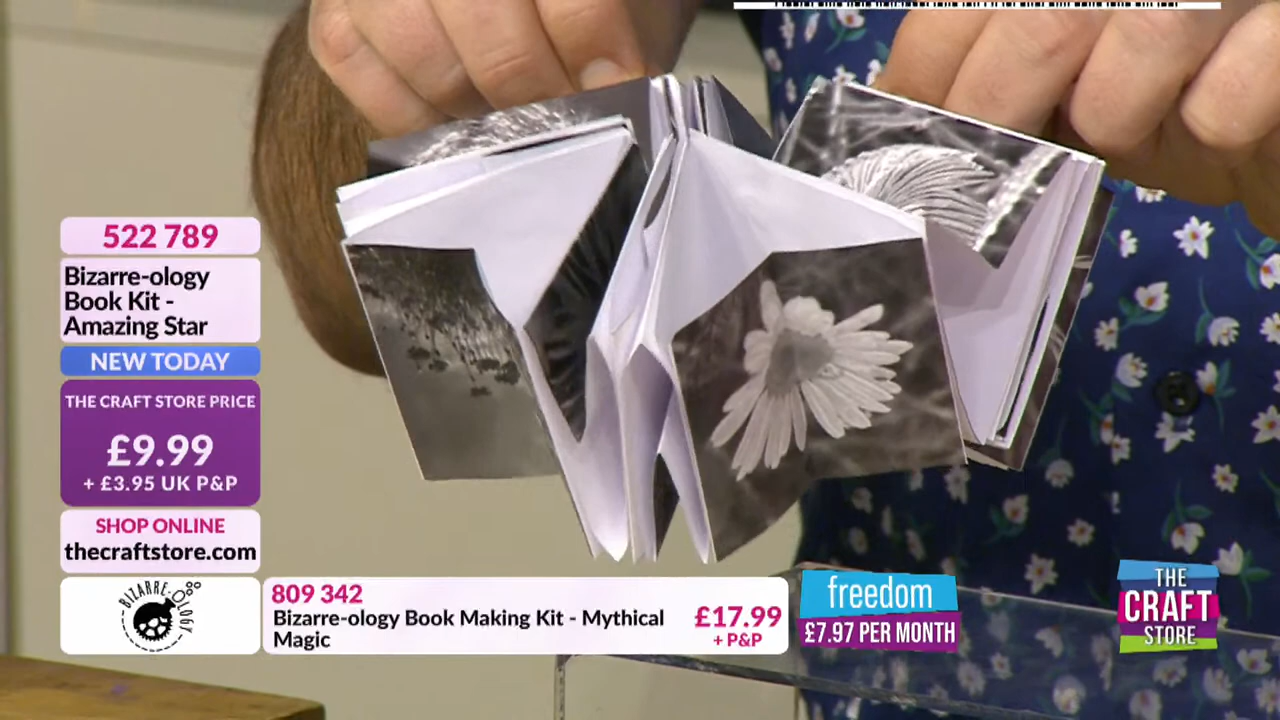 522 789
Bizarre-ology
Book Kit -
Amazing Star
NEW TODAY
THE CRAFT STORE PRICE
£9.99
+ £3.95 UK P&P
SHOP ONLINE
thecraftstore.com
BIZARRE-OLOGY
809 342
Bizarre-ology Book Making Kit - Mythical
Magic
£17.99
+ P&P
freedom
£7.97 PER MONTH
THE
CRAFT
STORE